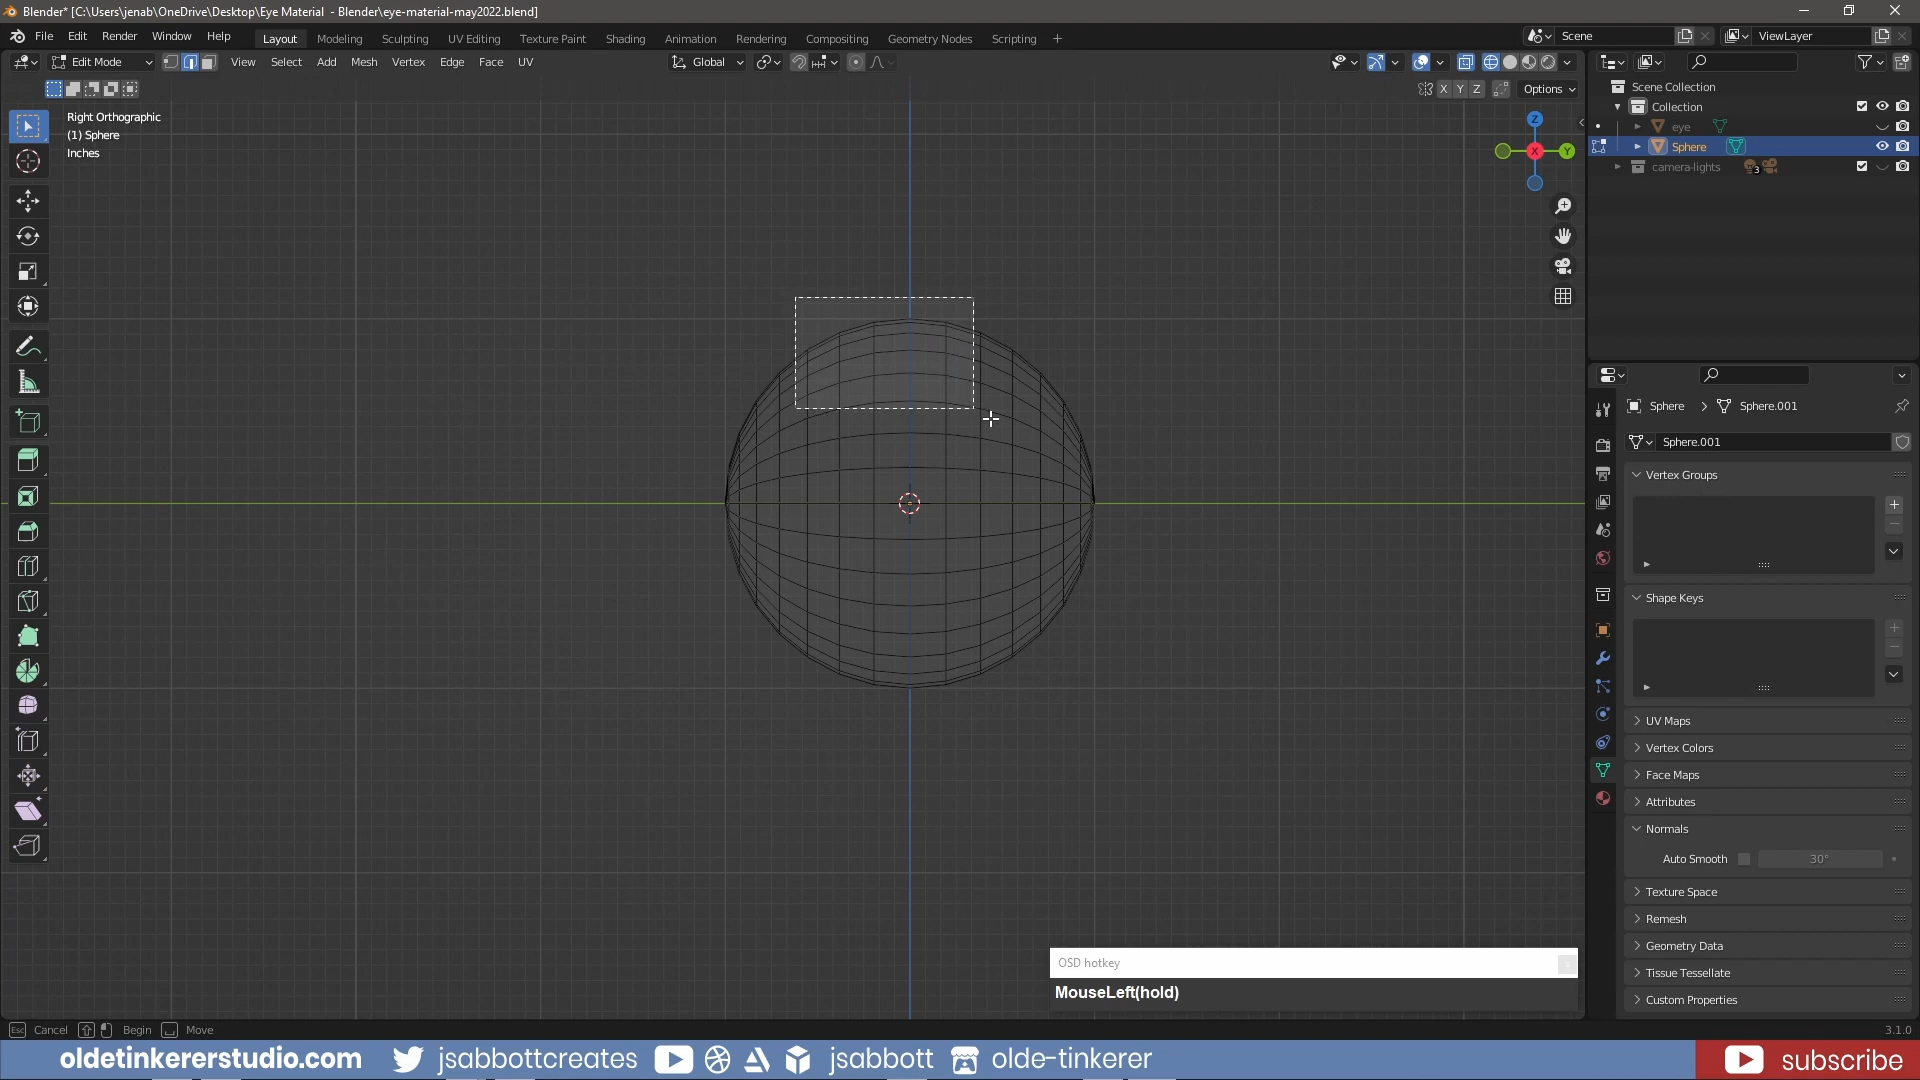 Blender* [C:\Users\jenab\OneDrive\Desktop\Eye Material - Blender\eye-material-may2022.blend]
File Edit Render Window Help
Layout Modeling Sculpting UV Editing Texture Paint Shading Animation Rendering Compositing Geometry Nodes Scripting +
Scene
ViewLayer
Edit Mode
View Select Add Mesh Vertex Edge Face UV
Global
X Y Z
Options
Right Orthographic
(1) Sphere
Inches
Z
X
Y
Scene Collection
Collection
eye
Sphere
camera-lights
3
Sphere
Sphere.001
Sphere.001
Vertex Groups
Shape Keys
UV Maps
Vertex Colors
Face Maps
Attributes
Normals
Auto Smooth
30°
Texture Space
Remesh
Geometry Data
Tissue Tessellate
Custom Properties
OSD hotkey
MouseLeft(hold)
Esc Cancel Begin Move
3.1.0
oldetinkererstudio.com jsabbottcreates jsabbott olde-tinkerer subscribe